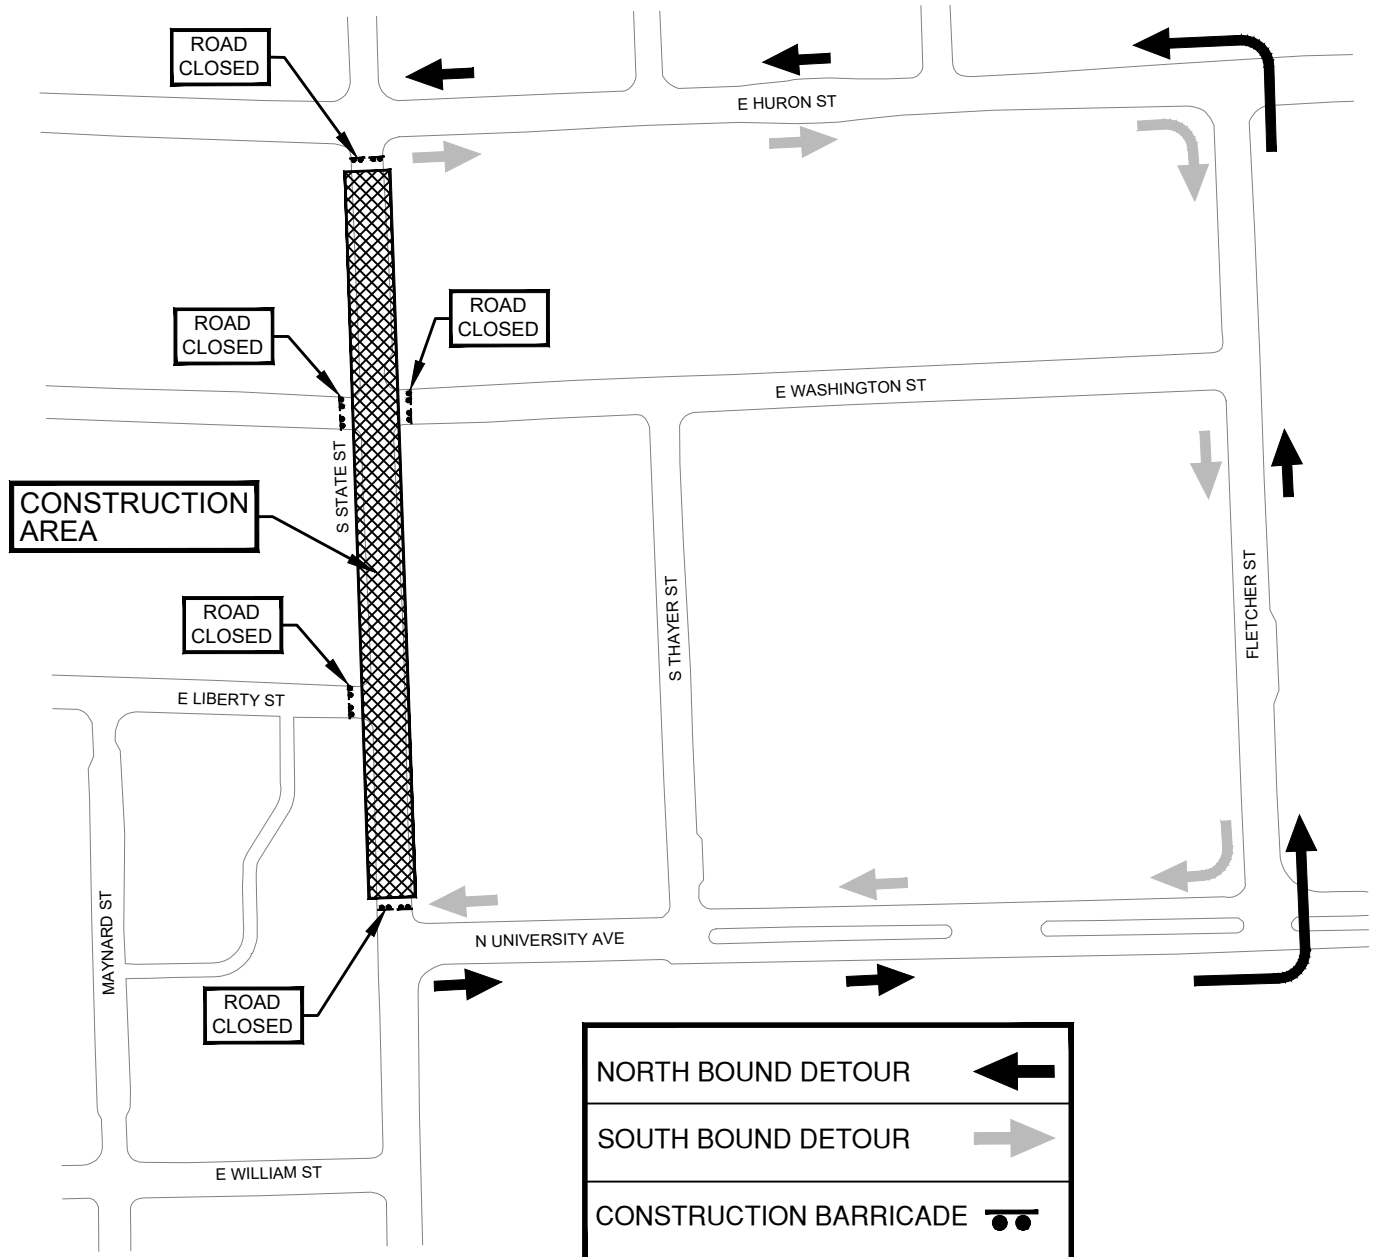 ROAD
CLOSED
E HURON ST
ROAD
CLOSED
ROAD
CLOSED
E WASHINGTON ST
S STATE ST
CONSTRUCTION
AREA
S THAYER ST
FLETCHER ST
ROAD
CLOSED
E LIBERTY ST
MAYNARD ST
N UNIVERSITY AVE
ROAD
CLOSED
E WILLIAM ST
NORTH BOUND DETOUR
SOUTH BOUND DETOUR
CONSTRUCTION BARRICADE